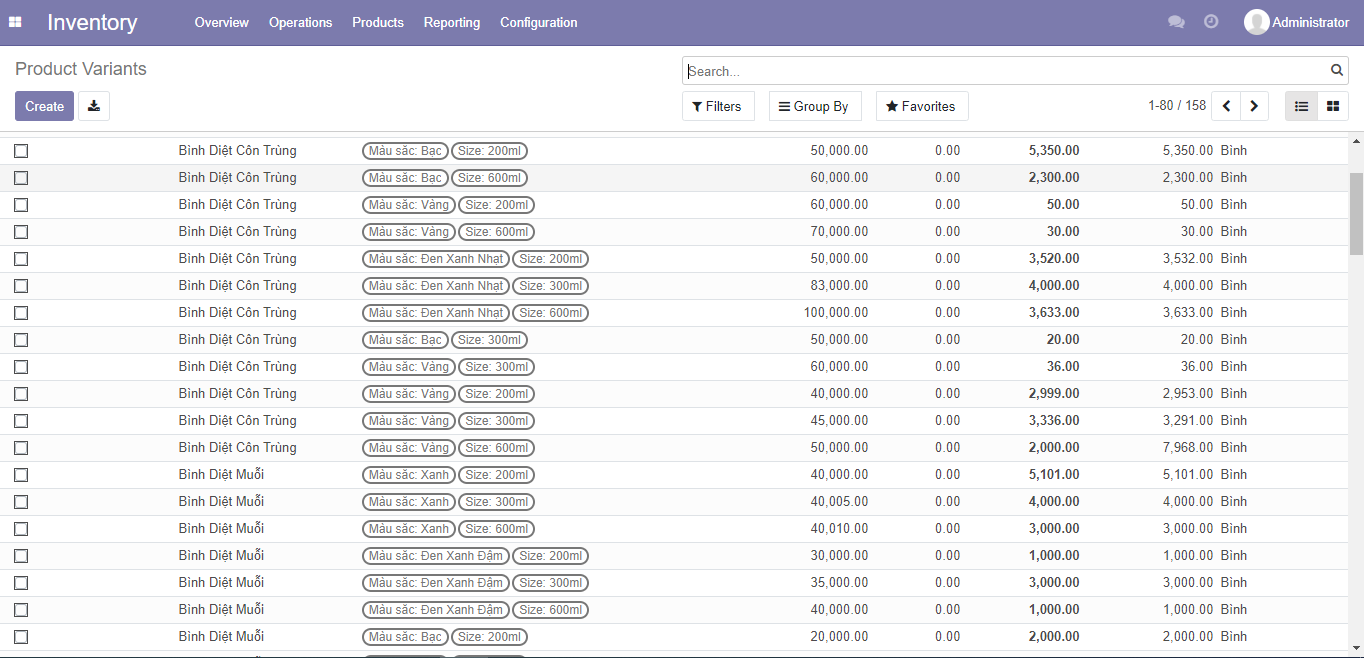 Inventory Overview Operations Products Reporting Configuration Administrator
Product Variants
Search...
Create Filters Group By Favorites 1-80 / 158
Bình Diệt Côn Trùng Màu sắc: Bạc Size: 200ml 50,000.00 0.00 5,350.00 5,350.00 Bình
Bình Diệt Côn Trùng Màu sắc: Bạc Size: 600ml 60,000.00 0.00 2,300.00 2,300.00 Bình
Bình Diệt Côn Trùng Màu sắc: Vàng Size: 200ml 60,000.00 0.00 50.00 50.00 Bình
Bình Diệt Côn Trùng Màu sắc: Vàng Size: 600ml 70,000.00 0.00 30.00 30.00 Bình
Bình Diệt Côn Trùng Màu sắc: Đen Xanh Nhạt Size: 200ml 50,000.00 0.00 3,520.00 3,532.00 Bình
Bình Diệt Côn Trùng Màu sắc: Đen Xanh Nhạt Size: 300ml 83,000.00 0.00 4,000.00 4,000.00 Bình
Bình Diệt Côn Trùng Màu sắc: Đen Xanh Nhạt Size: 600ml 100,000.00 0.00 3,633.00 3,633.00 Bình
Bình Diệt Côn Trùng Màu sắc: Bạc Size: 300ml 50,000.00 0.00 20.00 20.00 Bình
Bình Diệt Côn Trùng Màu sắc: Vàng Size: 300ml 60,000.00 0.00 36.00 36.00 Bình
Bình Diệt Côn Trùng Màu sắc: Vàng Size: 200ml 40,000.00 0.00 2,999.00 2,953.00 Bình
Bình Diệt Côn Trùng Màu sắc: Vàng Size: 300ml 45,000.00 0.00 3,336.00 3,291.00 Bình
Bình Diệt Côn Trùng Màu sắc: Vàng Size: 600ml 50,000.00 0.00 2,000.00 7,968.00 Bình
Bình Diệt Muỗi Màu sắc: Xanh Size: 200ml 40,000.00 0.00 5,101.00 5,101.00 Bình
Bình Diệt Muỗi Màu sắc: Xanh Size: 300ml 40,005.00 0.00 4,000.00 4,000.00 Bình
Bình Diệt Muỗi Màu sắc: Xanh Size: 600ml 40,010.00 0.00 3,000.00 3,000.00 Bình
Bình Diệt Muỗi Màu sắc: Đen Xanh Đậm Size: 200ml 30,000.00 0.00 1,000.00 1,000.00 Bình
Bình Diệt Muỗi Màu sắc: Đen Xanh Đậm Size: 300ml 35,000.00 0.00 3,000.00 3,000.00 Bình
Bình Diệt Muỗi Màu sắc: Đen Xanh Đậm Size: 600ml 40,000.00 0.00 1,000.00 1,000.00 Bình
Bình Diệt Muỗi Màu sắc: Bạc Size: 200ml 20,000.00 0.00 2,000.00 2,000.00 Bình